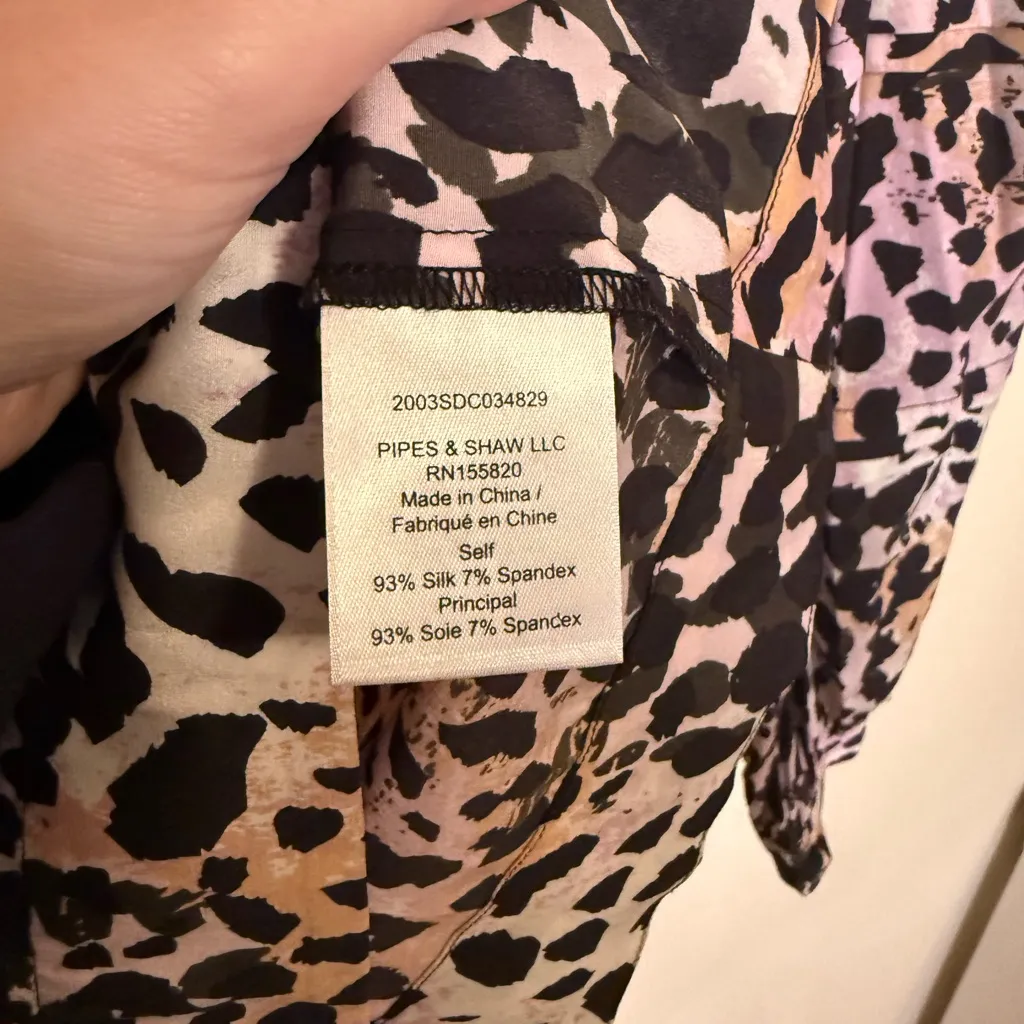 2003SDC034829
PIPES & SHAW LLC
RN155820
Made in China /
Fabriqué en Chine
Self
93% Silk 7% Spandex
Principal
93% Soie 7% Spandex